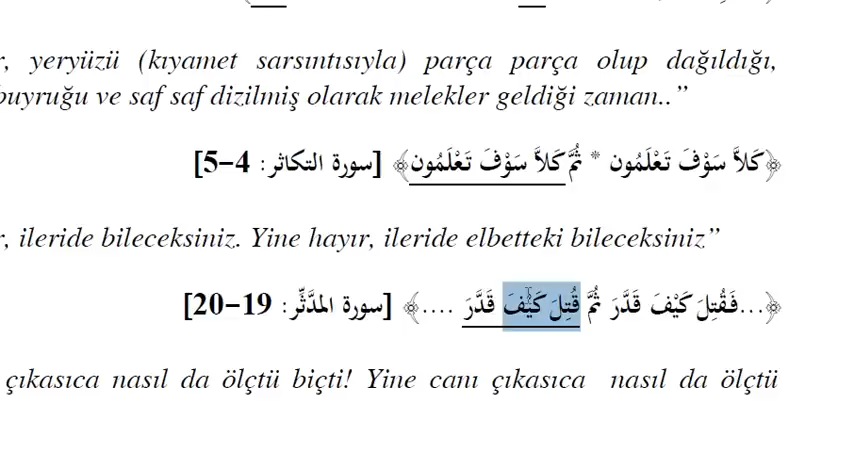 r, yeryüzü (kıyamet sarsıntısıyla) parça parça olup dağıldığı,
buyruğu ve saf saf dizilmiş olarak melekler geldiği zaman..”
﴿كَلاَّ سَوْفَ تَعْلَمُون * ثُمَّ كَلاَّ سَوْفَ تَعْلَمُون﴾ [سورة التكاثر: 4–5]
r, ileride bileceksiniz. Yine hayır, ileride elbetteki bileceksiniz”
﴿...فَقُتِلَ كَيْفَ قَدَّرَ ثُمَّ قُتِلَ كَيْفَ قَدَّرَ ....﴾ [سورة المدَّثِّر: 19–20]
çıkasıca nasıl da ölçtü biçti! Yine canı çıkasıca nasıl da ölçtü